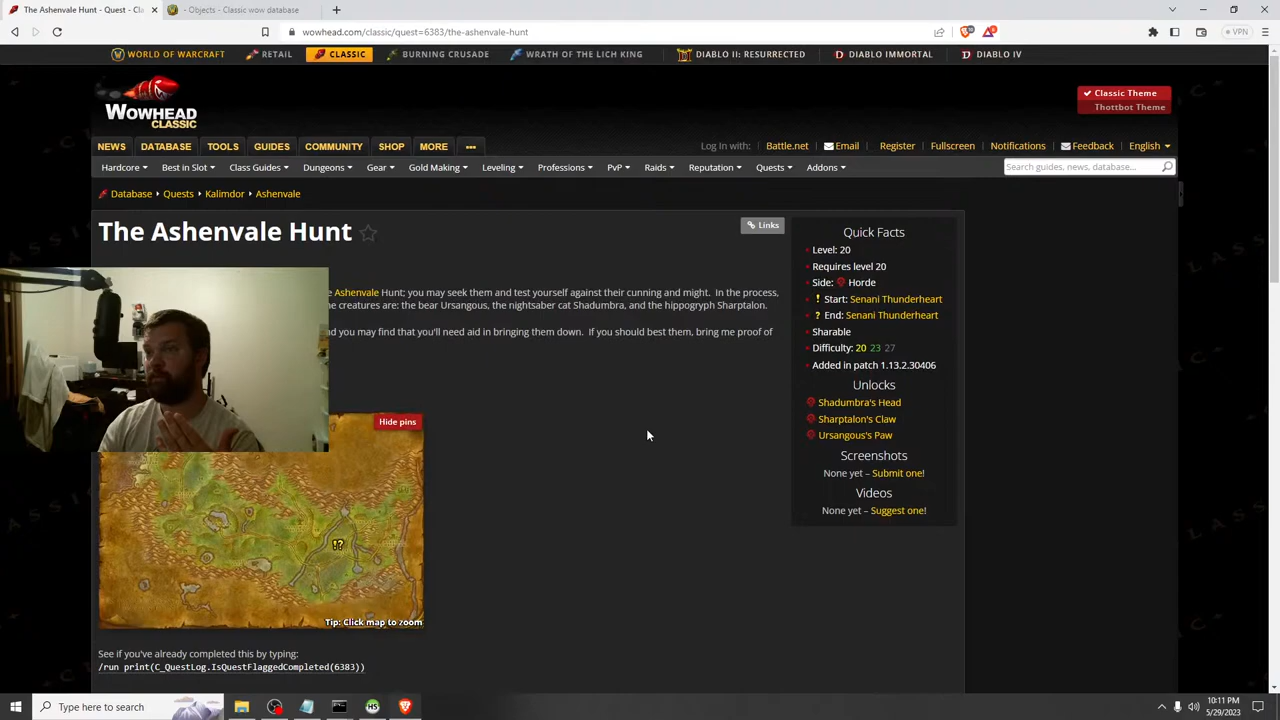 The Ashenvale Hunt - Quest - Cl
- Objects - Classic wow database
wowhead.com/classic/quest=6383/the-ashenvale-hunt
VPN
WORLD OF WARCRAFT
RETAIL
CLASSIC
BURNING CRUSADE
WRATH OF THE LICH KING
DIABLO II: RESURRECTED
DIABLO IMMORTAL
DIABLO IV
WOWHEAD
CLASSIC
Classic Theme
Thottbot Theme
NEWS
DATABASE
TOOLS
GUIDES
COMMUNITY
SHOP
MORE
...
Log In with:
Battle.net
Email
Register
Fullscreen
Notifications
Feedback
English
Hardcore
Best in Slot
Class Guides
Dungeons
Gear
Gold Making
Leveling
Professions
PvP
Raids
Reputation
Quests
Addons
Search guides, news, database...
Database
Quests
Kalimdor
Ashenvale
The Ashenvale Hunt
Links
Ashenvale Hunt; you may seek them and test yourself against their cunning and might. In the process,
creatures are: the bear Ursangous, the nightsaber cat Shadumbra, and the hippogryph Sharptalon.
and you may find that you'll need aid in bringing them down. If you should best them, bring me proof of
Hide pins
!?
Tip: Click map to zoom
See if you've already completed this by typing:
/run print(C_QuestLog.IsQuestFlaggedCompleted(6383))
Quick Facts
Level: 20
Requires level 20
Side: Horde
! Start: Senani Thunderheart
? End: Senani Thunderheart
Sharable
Difficulty: 20 23 27
Added in patch 1.13.2.30406
Unlocks
Shadumbra's Head
Sharptalon's Claw
Ursangous's Paw
Screenshots
None yet – Submit one!
Videos
None yet – Suggest one!
Type here to search
HS
10:11 PM
5/29/2023